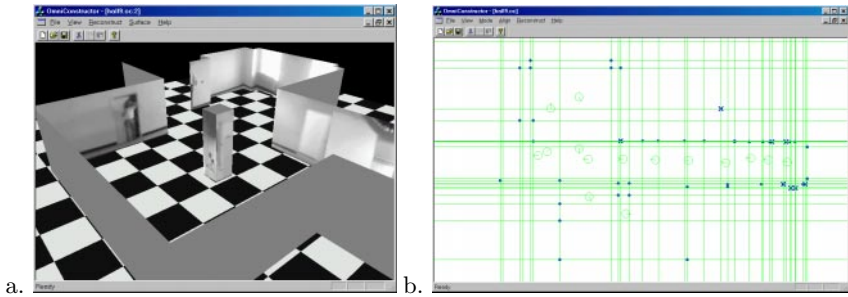 OmniConstructor - [hall9.oc:2]
File View Reconstruct Surface Help
Ready
a.
OmniConstructor - [hall9.oc]
File View Mode Align Reconstruct Help
Ready
b.